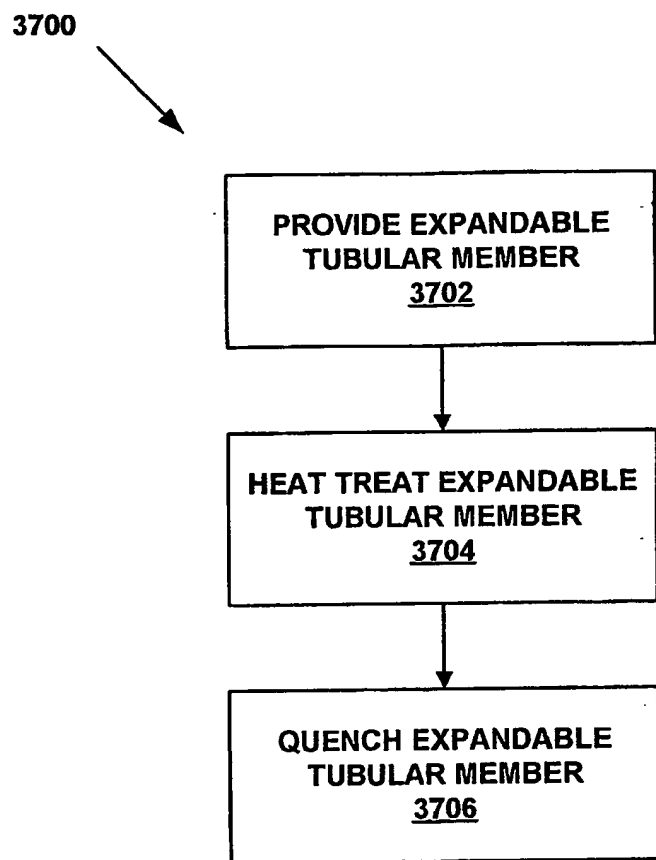 3700
PROVIDE EXPANDABLE
TUBULAR MEMBER
3702
HEAT TREAT EXPANDABLE
TUBULAR MEMBER
3704
QUENCH EXPANDABLE
TUBULAR MEMBER
3706